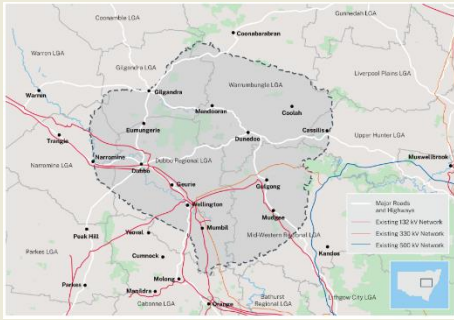 Coonamble LGA
Gunnedah LGA
Coonabarabran
Warren LGA
Gilgandra LGA
Warrumbungle LGA
Liverpool Plains LGA
Gilgandra
Warren
Mendooran
Coolah
Eumungerie
Dunedoo
Cassilis
Upper Hunter LGA
Trangie
Narromine
Dubbo Regional LGA
Muswellbrook
Narromine LGA
Dubbo
Geurie
Gulgong
Wellington
Major Roads
and Highways
Existing 132 kV Network
Existing 330 kV Network
Existing 500 kV Network
Mudgee
Peak Hill
Yeoval
Mumbil
Mid-Western Regional LGA
Parkes LGA
Cumnock
Kandos
Molong
Parkes
Manildra
Cabonne LGA
Orange
Bathurst
Regional LGA
Lithgow City LGA